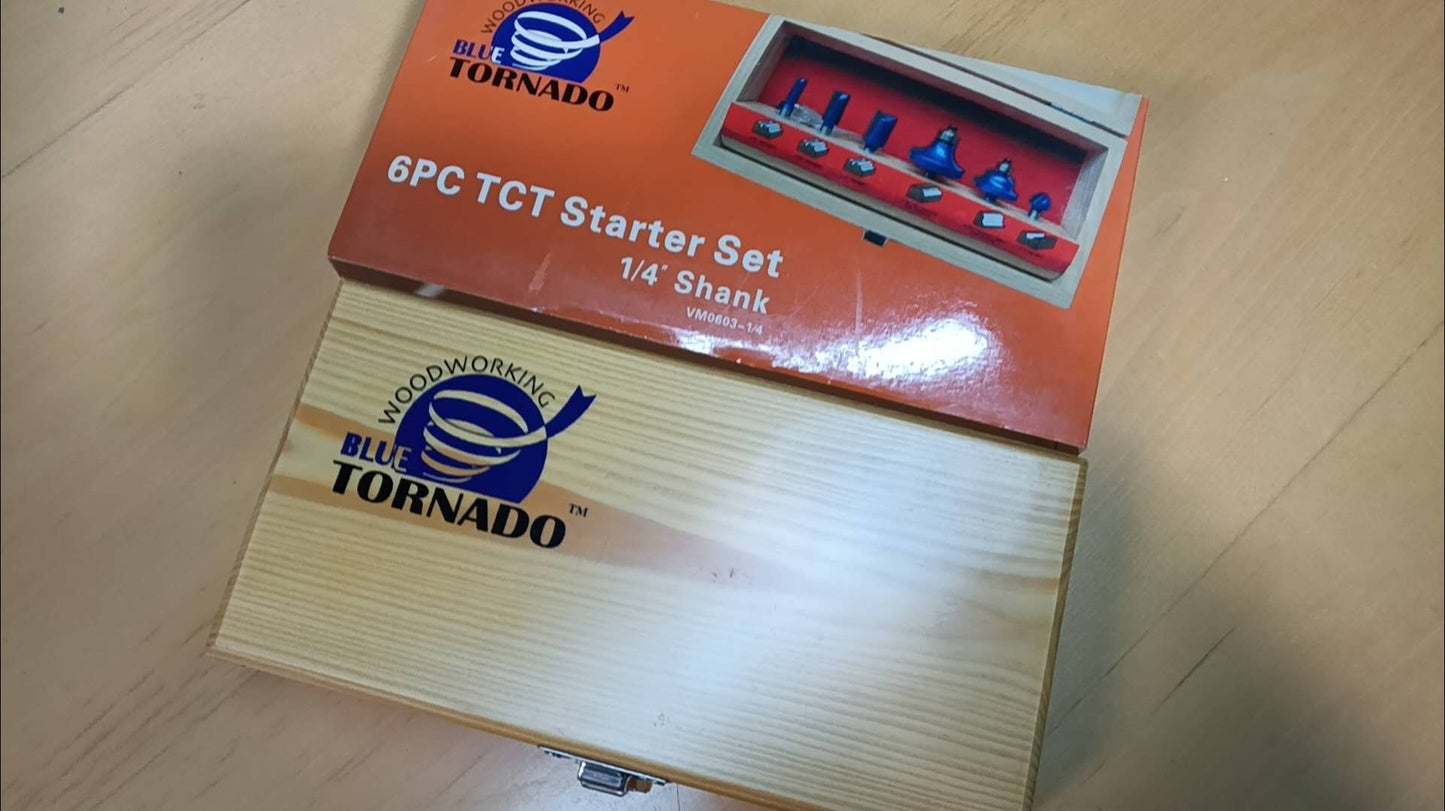 WOODWORKING
BLUE
TORNADO™
6PC TCT Starter Set
1/4" Shank
VM0603-1/4
WOODWORKING
BLUE
TORNADO™